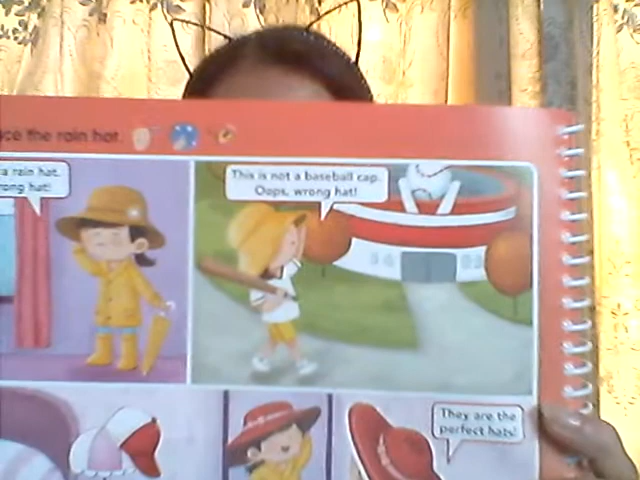 ce the rain hat.
a rain hat.
ong hat!
This is not a baseball cap.
Oops, wrong hat!
They are the
perfect hats!